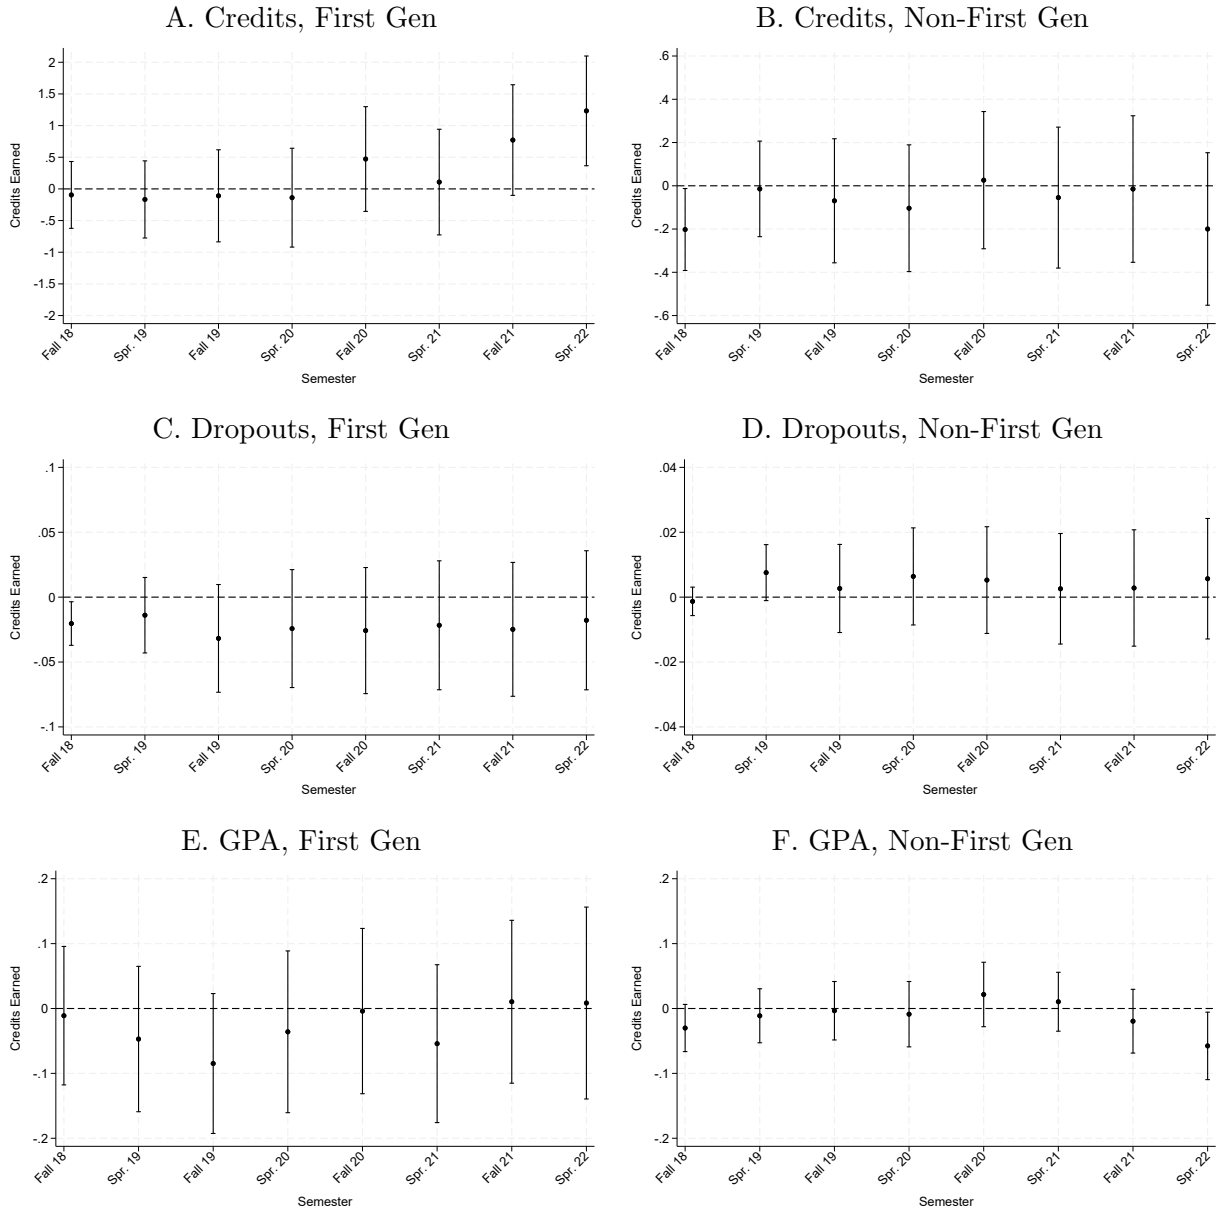 A. Credits, First Gen
Credits Earned
2
1.5
1
.5
0
-.5
-1
-1.5
-2
Fall 18
Spr. 19
Fall 19
Spr. 20
Fall 20
Spr. 21
Fall 21
Spr. 22
Semester
B. Credits, Non-First Gen
Credits Earned
.6
.4
.2
0
-.2
-.4
-.6
Fall 18
Spr. 19
Fall 19
Spr. 20
Fall 20
Spr. 21
Fall 21
Spr. 22
Semester
C. Dropouts, First Gen
Credits Earned
.1
.05
0
-.05
-.1
Fall 18
Spr. 19
Fall 19
Spr. 20
Fall 20
Spr. 21
Fall 21
Spr. 22
Semester
D. Dropouts, Non-First Gen
Credits Earned
.04
.02
0
-.02
-.04
Fall 18
Spr. 19
Fall 19
Spr. 20
Fall 20
Spr. 21
Fall 21
Spr. 22
Semester
E. GPA, First Gen
Credits Earned
.2
.1
0
-.1
-.2
Fall 18
Spr. 19
Fall 19
Spr. 20
Fall 20
Spr. 21
Fall 21
Spr. 22
Semester
F. GPA, Non-First Gen
Credits Earned
.2
.1
0
-.1
-.2
Fall 18
Spr. 19
Fall 19
Spr. 20
Fall 20
Spr. 21
Fall 21
Spr. 22
Semester